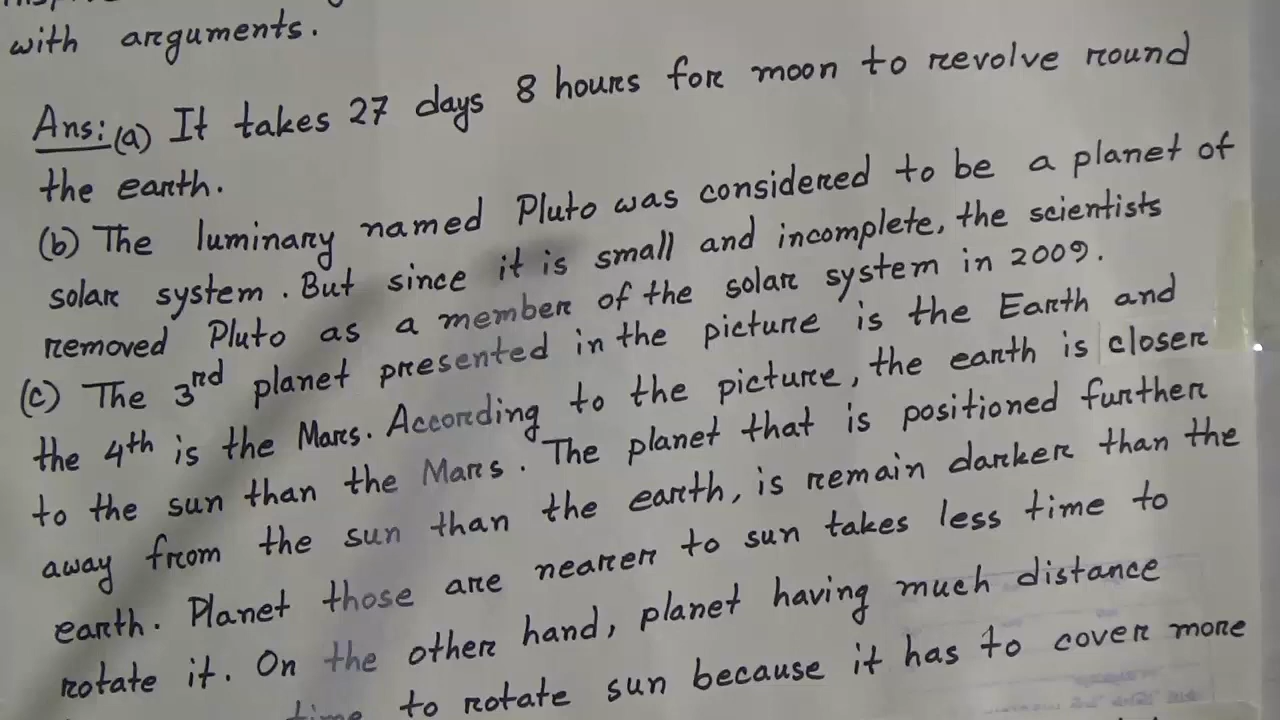 with arguments.
Ans: (a) It takes 27 days 8 hours for moon to revolve round
the earth.
(b) The luminary named Pluto was considered to be a planet of
solar system. But since it is small and incomplete, the scientists
removed Pluto as a member of the solar system in 2009.
(c) The 3rd planet presented in the picture is the Earth and
the 4th is the Mars. According to the picture, the earth is closer
to the sun than the Mars. The planet that is positioned further
away from the sun than the earth, is remain darker than the
earth. Planet those are nearer to sun takes less time to
rotate it. On the other hand, planet having much distance
time to rotate sun because it has to cover more